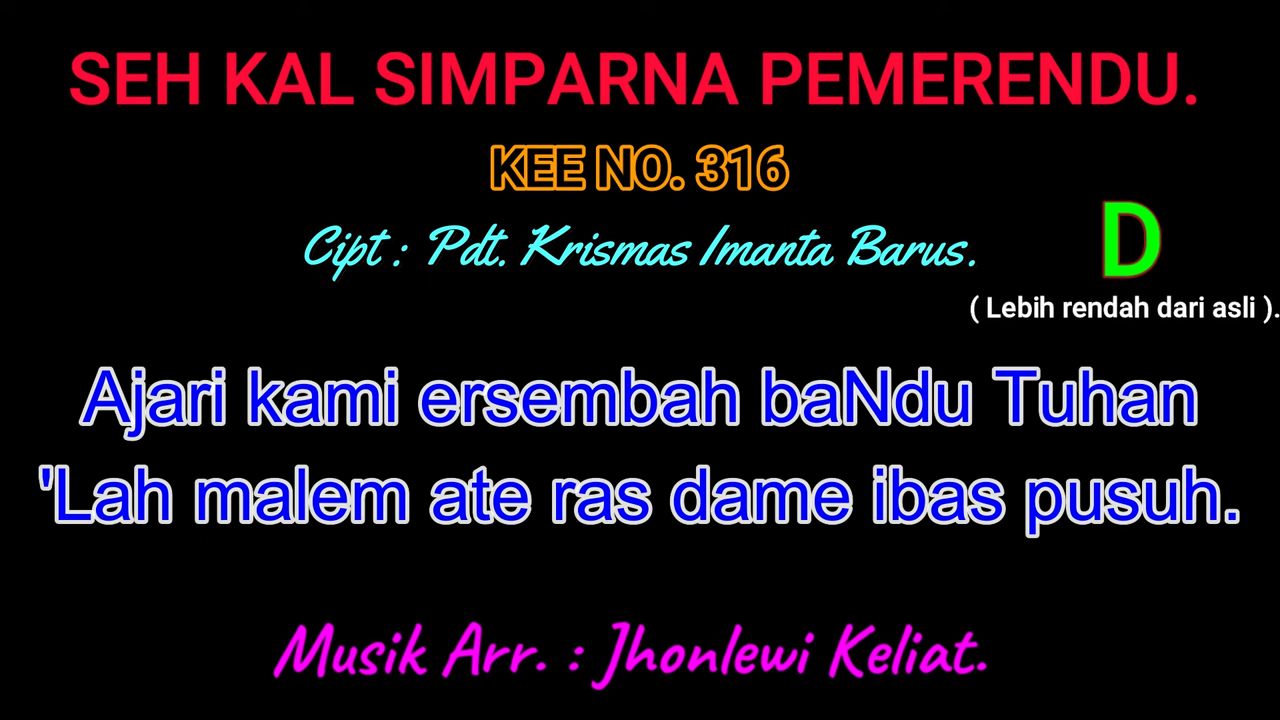 SEH KAL SIMPARNA PEMERENDU.
KEE NO. 316
Cipt : Pdt. Krismas Imanta Barus.
D
( Lebih rendah dari asli ).
Ajari kami ersembah baNdu Tuhan
'Lah malem ate ras dame ibas pusuh.
Musik Arr. : Jhonlewi Keliat.